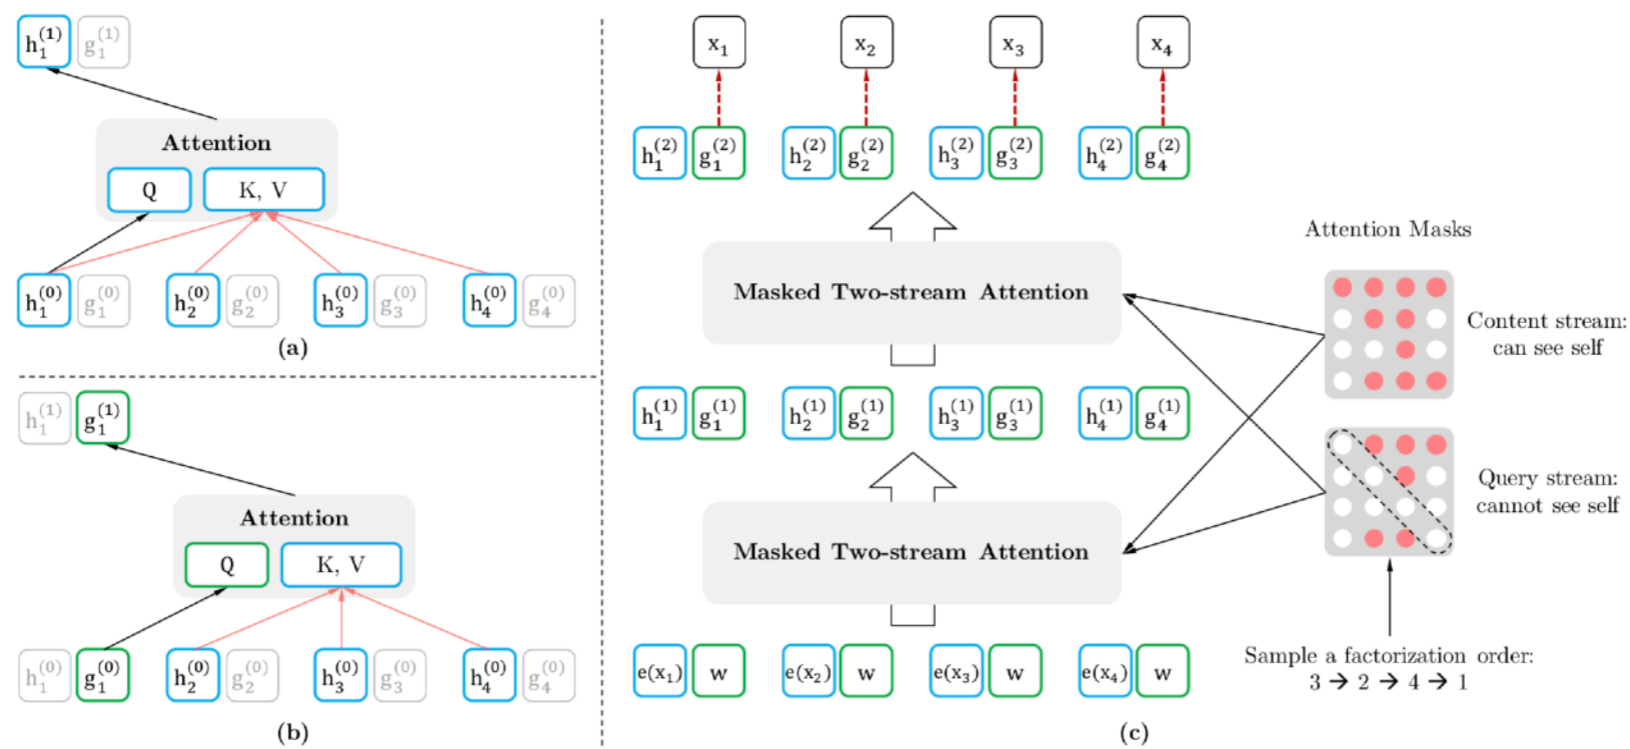 h₁⁽¹⁾ g₁⁽¹⁾
Attention
Q K, V
h₁⁽⁰⁾ g₁⁽⁰⁾ h₂⁽⁰⁾ g₂⁽⁰⁾ h₃⁽⁰⁾ g₃⁽⁰⁾ h₄⁽⁰⁾ g₄⁽⁰⁾
(a)
h₁⁽¹⁾ g₁⁽¹⁾
Attention
Q K, V
h₁⁽⁰⁾ g₁⁽⁰⁾ h₂⁽⁰⁾ g₂⁽⁰⁾ h₃⁽⁰⁾ g₃⁽⁰⁾ h₄⁽⁰⁾ g₄⁽⁰⁾
(b)
x₁ x₂ x₃ x₄
h₁⁽²⁾ g₁⁽²⁾ h₂⁽²⁾ g₂⁽²⁾ h₃⁽²⁾ g₃⁽²⁾ h₄⁽²⁾ g₄⁽²⁾
Masked Two-stream Attention
h₁⁽¹⁾ g₁⁽¹⁾ h₂⁽¹⁾ g₂⁽¹⁾ h₃⁽¹⁾ g₃⁽¹⁾ h₄⁽¹⁾ g₄⁽¹⁾
Masked Two-stream Attention
e(x₁) w e(x₂) w e(x₃) w e(x₄) w
(c)
Attention Masks
Content stream:
can see self
Query stream:
cannot see self
Sample a factorization order:
3 → 2 → 4 → 1